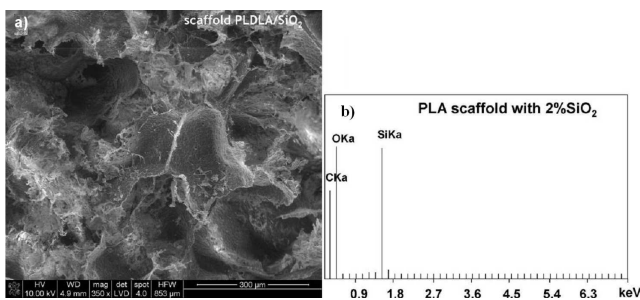 a) scaffold PLDLA/SiO₂
HV WD mag det spot HFW
10.00 kV 4.9 mm 350 x LVD 4.0 853 µm
300 µm
b) PLA scaffold with 2%SiO₂
OKa
SiKa
CKa
0.9 1.8 2.7 3.6 4.5 5.4 6.3 keV